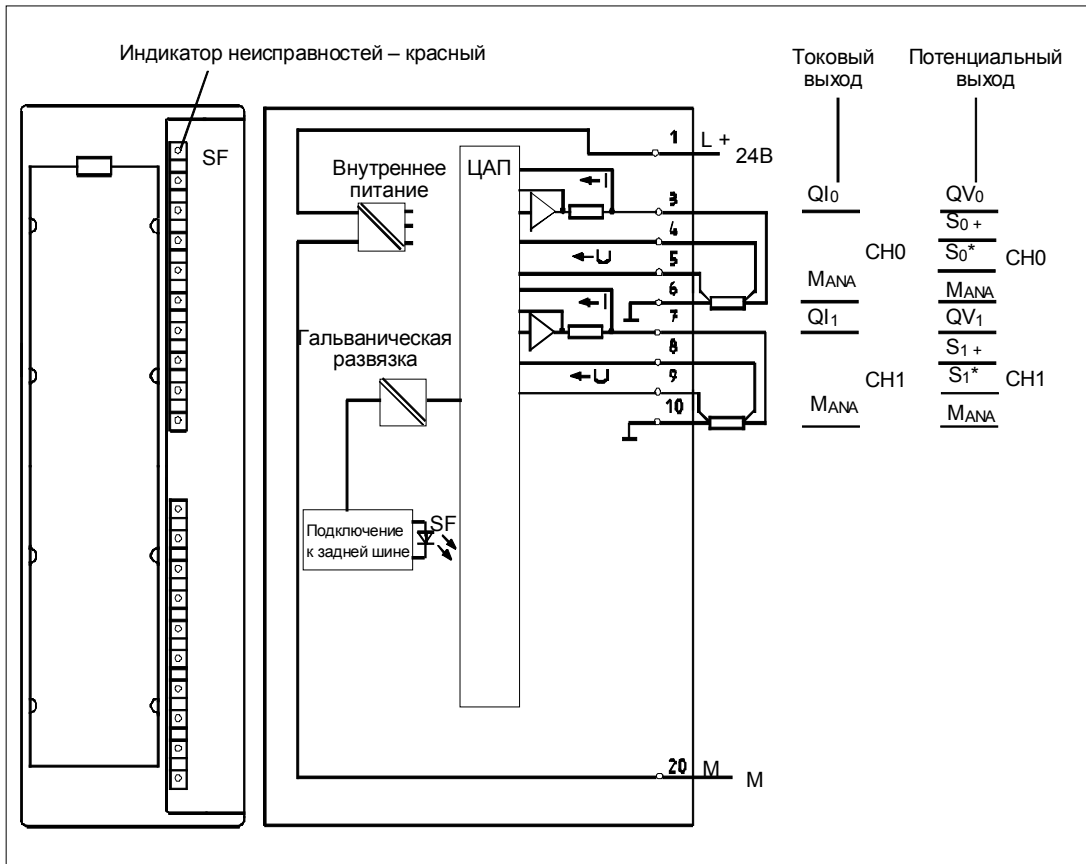 Индикатор неисправностей – красный
SF
Внутреннее
питание
ЦАП
Гальваническая
развязка
Подключение
к задней шине
SF
I
U
I
U
1
3
4
5
6
7
8
9
10
20
L +
24В
M
M
Токовый
выход
QI0
CH0
MANA
QI1
CH1
MANA
Потенциальный
выход
QV0
S0 +
S0*
CH0
MANA
QV1
S1 +
S1*
CH1
MANA